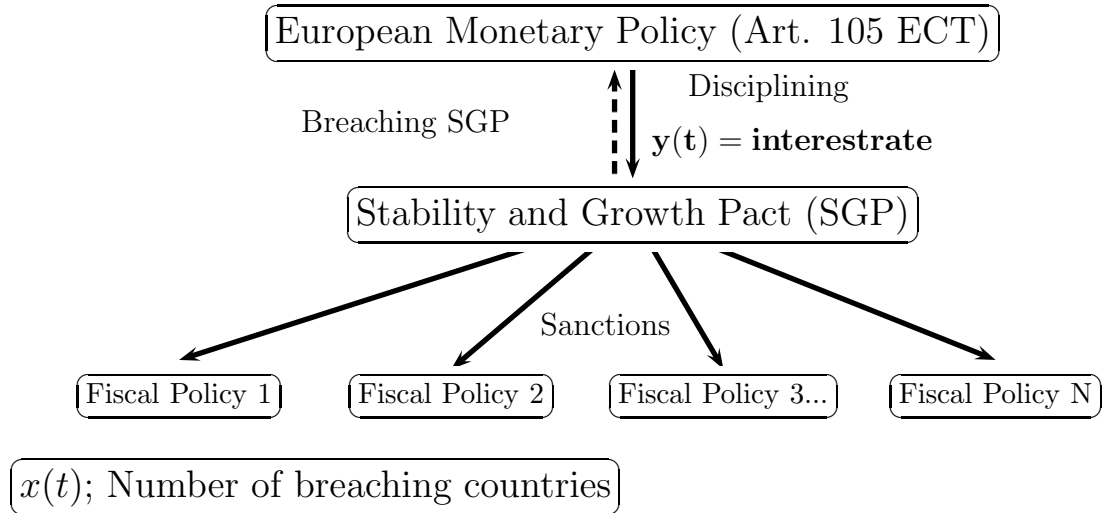 European Monetary Policy (Art. 105 ECT)
Disciplining
Breaching SGP
y(t) = interestrate
Stability and Growth Pact (SGP)
Sanctions
Fiscal Policy 1
Fiscal Policy 2
Fiscal Policy 3...
Fiscal Policy N
x(t); Number of breaching countries